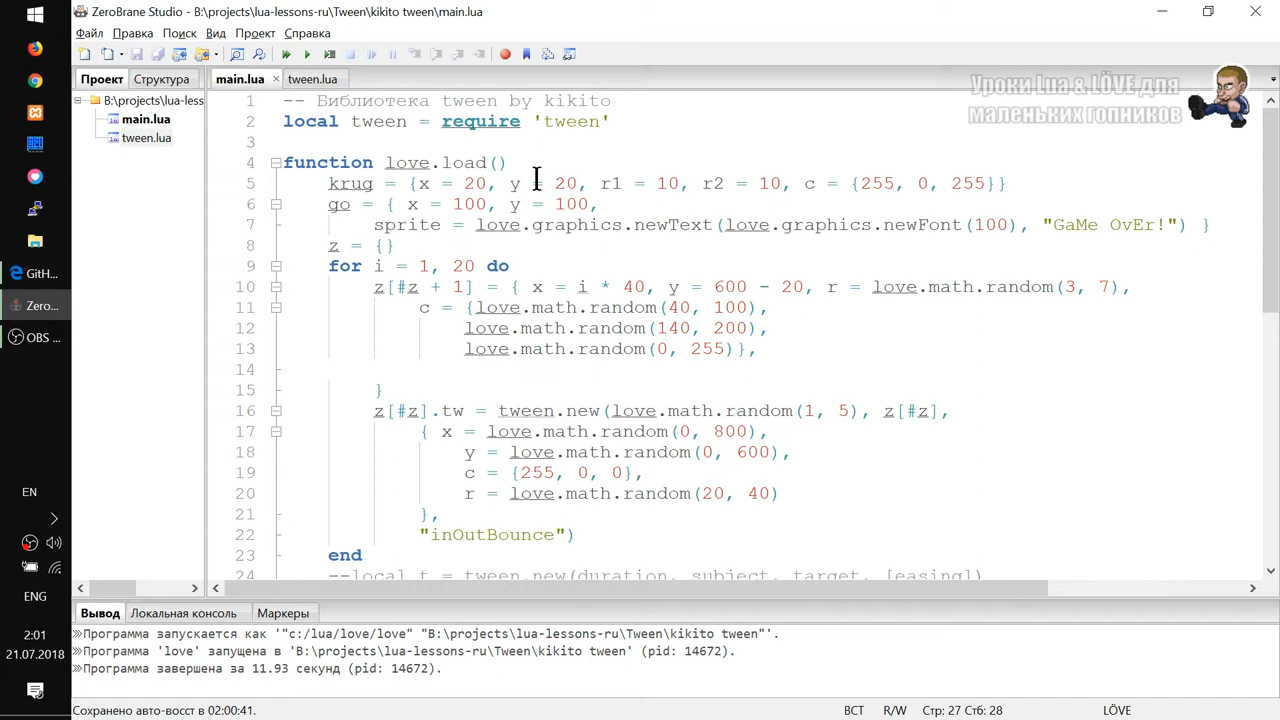 ZeroBrane Studio - B:\projects\lua-lessons-ru\Tween\kikito tween\main.lua
Файл Правка Поиск Вид Проект Справка
Проект Структура main.lua × tween.lua
Уроки Lua & LÖVE для
маленьких гопников
B:\projects\lua-less
main.lua
tween.lua
1 -- Библиотека tween by kikito
2 local tween = require 'tween'
3
4 function love.load()
5 krug = {x = 20, y = 20, r1 = 10, r2 = 10, c = {255, 0, 255}}
6 go = { x = 100, y = 100,
7 sprite = love.graphics.newText(love.graphics.newFont(100), "GaMe OvEr!") }
8 z = {}
9 for i = 1, 20 do
10 z[#z + 1] = { x = i * 40, y = 600 - 20, r = love.math.random(3, 7),
11 c = {love.math.random(40, 100),
12 love.math.random(140, 200),
13 love.math.random(0, 255)},
14
15 }
16 z[#z].tw = tween.new(love.math.random(1, 5), z[#z],
17 { x = love.math.random(0, 800),
18 y = love.math.random(0, 600),
19 c = {255, 0, 0},
20 r = love.math.random(20, 40)
21 },
22 "inOutBounce")
23 end
24 --local t = tween.new(duration, subject, target, [easing])
GitH...
Zero...
OBS ...
EN
ENG
2:01
21.07.2018
Вывод Локальная консоль Маркеры
Программа запускается как '"c:/lua/love/love" "B:\projects\lua-lessons-ru\Tween\kikito tween"'.
Программа 'love' запущена в 'B:\projects\lua-lessons-ru\Tween\kikito tween' (pid: 14672).
Программа завершена за 11.93 секунд (pid: 14672).
Сохранено авто-восст в 02:00:41. ВСТ R/W Стр: 27 Стб: 28 LÖVE